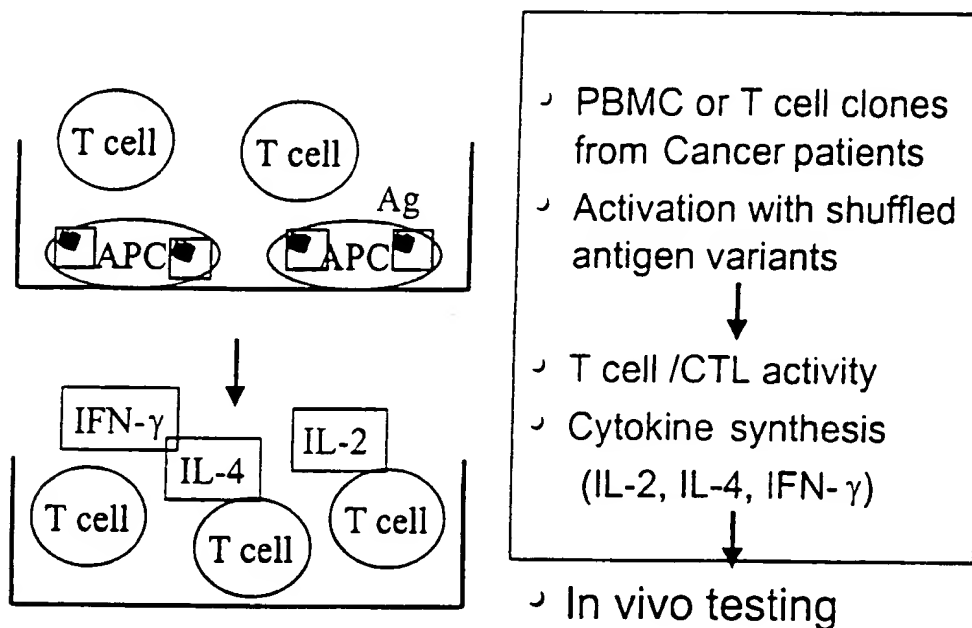 T cell
T cell
Ag
APC
APC
IFN-γ
IL-4
IL-2
T cell
T cell
T cell
PBMC or T cell clones
from Cancer patients
Activation with shuffled
antigen variants
T cell /CTL activity
Cytokine synthesis
(IL-2, IL-4, IFN- γ)
In vivo testing